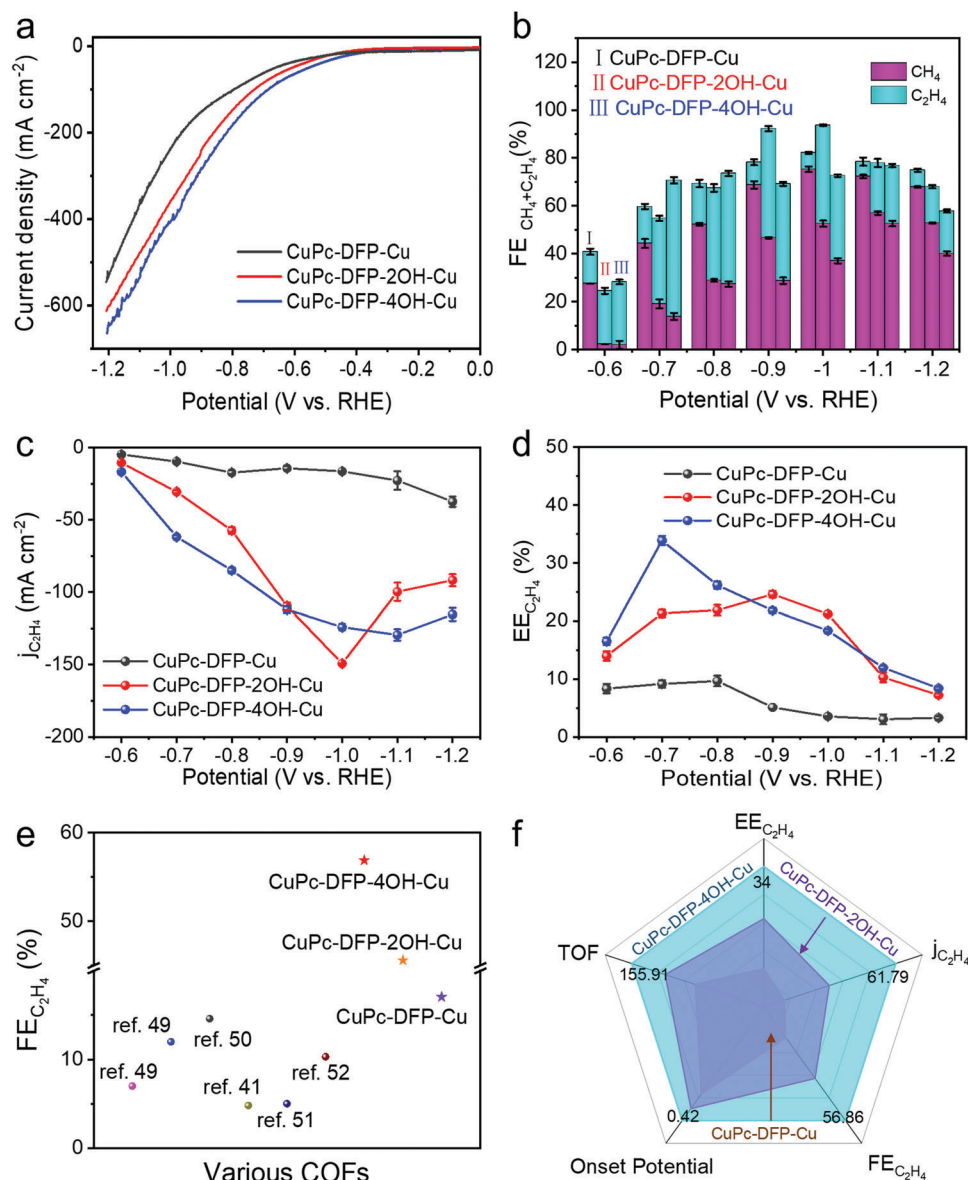 a
Current density (mA cm-2)
0
-200
-400
-600
CuPc-DFP-Cu
CuPc-DFP-2OH-Cu
CuPc-DFP-4OH-Cu
-1.2 -1.0 -0.8 -0.6 -0.4 -0.2 0.0
Potential (V vs. RHE)
b
FE CH4+C2H4(%)
120
100
80
60
40
20
0
I CuPc-DFP-Cu
II CuPc-DFP-2OH-Cu
III CuPc-DFP-4OH-Cu
CH4
C2H4
I
II III
-0.6 -0.7 -0.8 -0.9 -1 -1.1 -1.2
Potential (V vs. RHE)
c
jC2H4 (mA cm-2)
0
-50
-100
-150
-200
CuPc-DFP-Cu
CuPc-DFP-2OH-Cu
CuPc-DFP-4OH-Cu
-0.6 -0.7 -0.8 -0.9 -1.0 -1.1 -1.2
Potential (V vs. RHE)
d
EEC2H4 (%)
50
40
30
20
10
0
CuPc-DFP-Cu
CuPc-DFP-2OH-Cu
CuPc-DFP-4OH-Cu
-0.6 -0.7 -0.8 -0.9 -1.0 -1.1 -1.2
Potential (V vs. RHE)
e
FEC2H4 (%)
60
50
10
0
CuPc-DFP-4OH-Cu
CuPc-DFP-2OH-Cu
CuPc-DFP-Cu
ref. 49
ref. 50
ref. 49
ref. 41
ref. 52
ref. 51
Various COFs
f
EEC2H4
34
CuPc-DFP-4OH-Cu
CuPc-DFP-2OH-Cu
TOF
155.91
jC2H4
61.79
0.42
56.86
CuPc-DFP-Cu
Onset Potential
FEC2H4